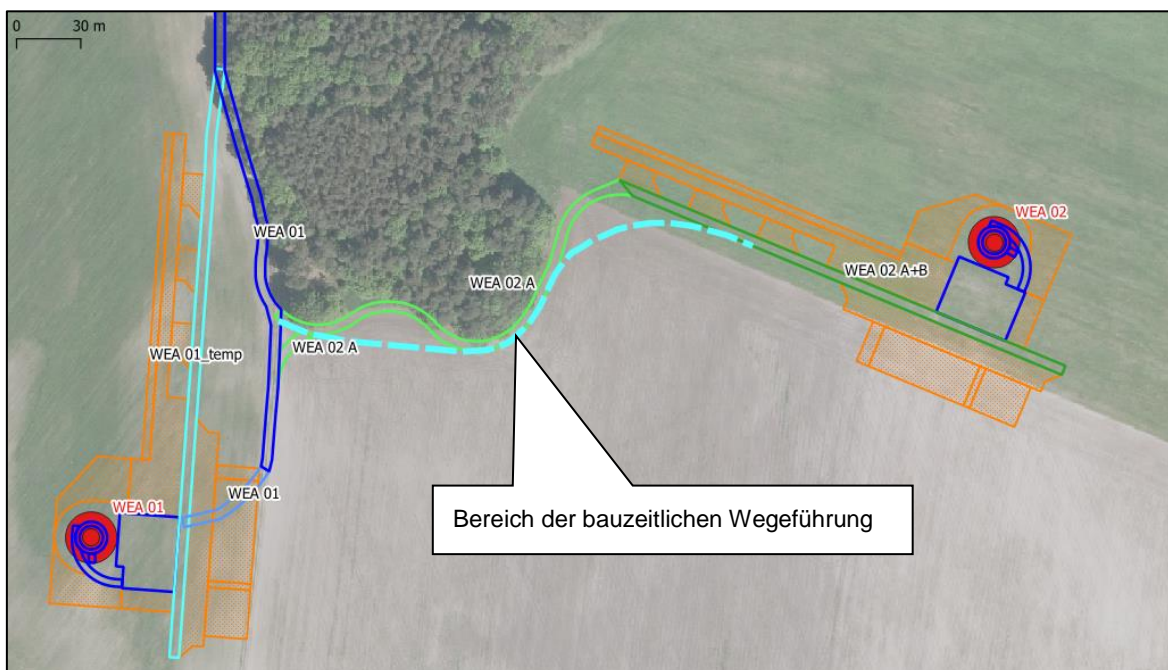 0 30 m
WEA 02
WEA 01
WEA 02 A+B
WEA 02 A
WEA 02 A
WEA 01_temp
WEA 01
WEA 01
Bereich der bauzeitlichen Wegeführung